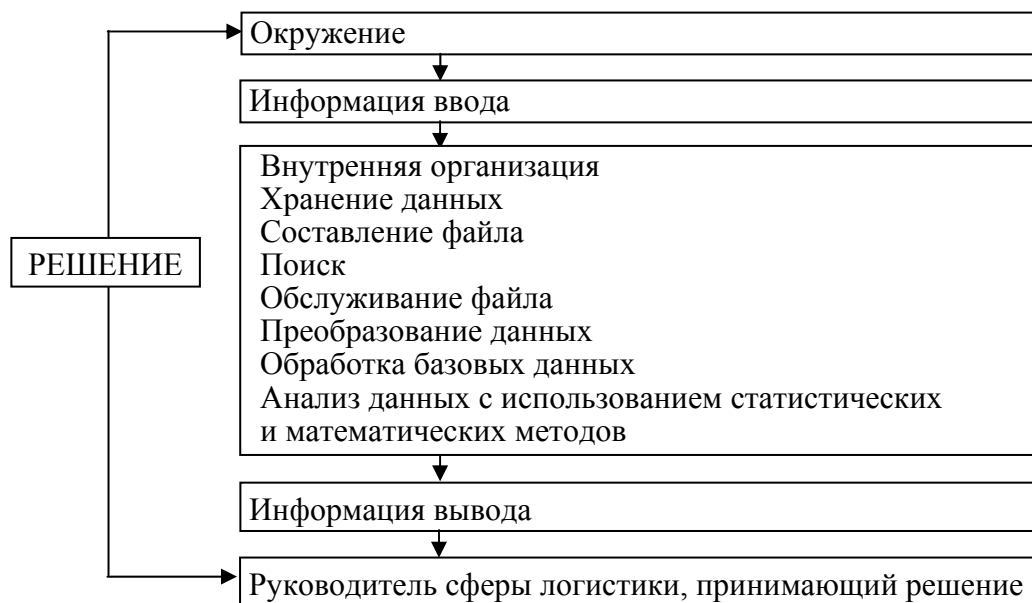 Окружение
Информация ввода
Внутренняя организация
Хранение данных
Составление файла
РЕШЕНИЕ
Поиск
Обслуживание файла
Преобразование данных
Обработка базовых данных
Анализ данных с использованием статистических
и математических методов
Информация вывода
Руководитель сферы логистики, принимающий решение